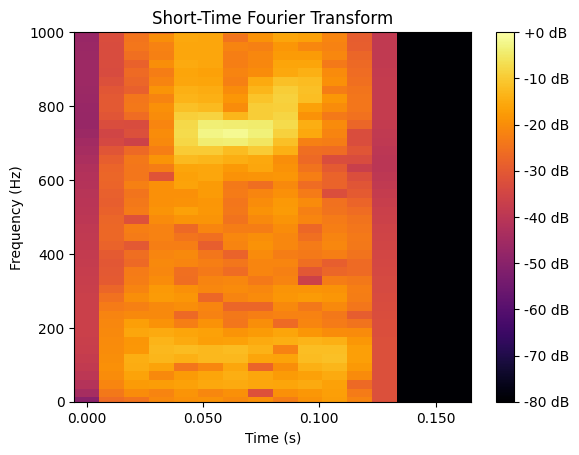 Short-Time Fourier Transform
Frequency (Hz)
1000
800
600
400
200
0
0.000 0.050 0.100 0.150
Time (s)
+0 dB
-10 dB
-20 dB
-30 dB
-40 dB
-50 dB
-60 dB
-70 dB
-80 dB